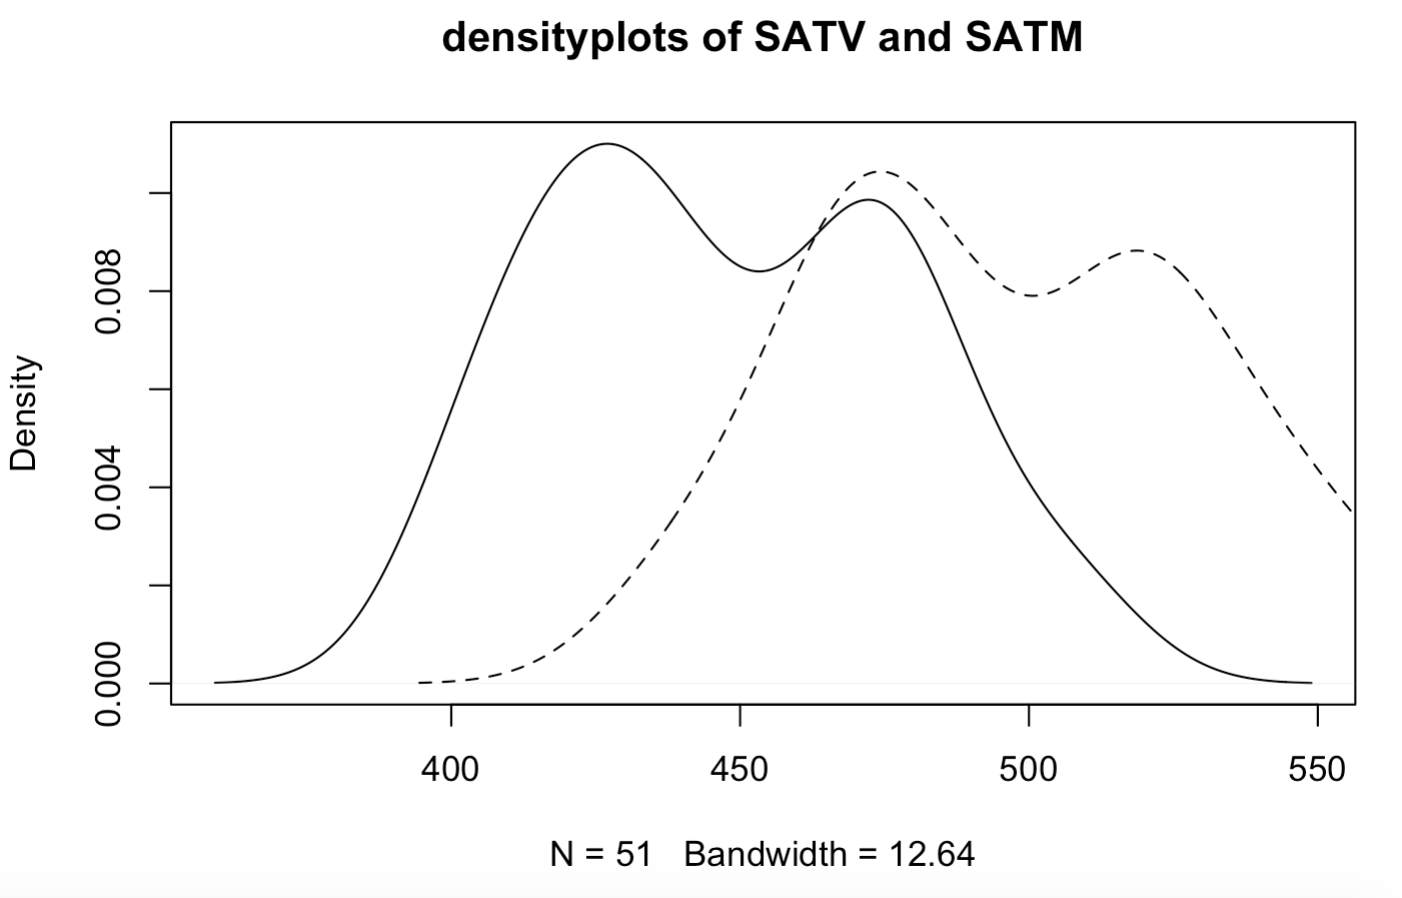 densityplots of SATV and SATM
Density
0.008
0.004
0.000
400 450 500 550
N = 51 Bandwidth = 12.64